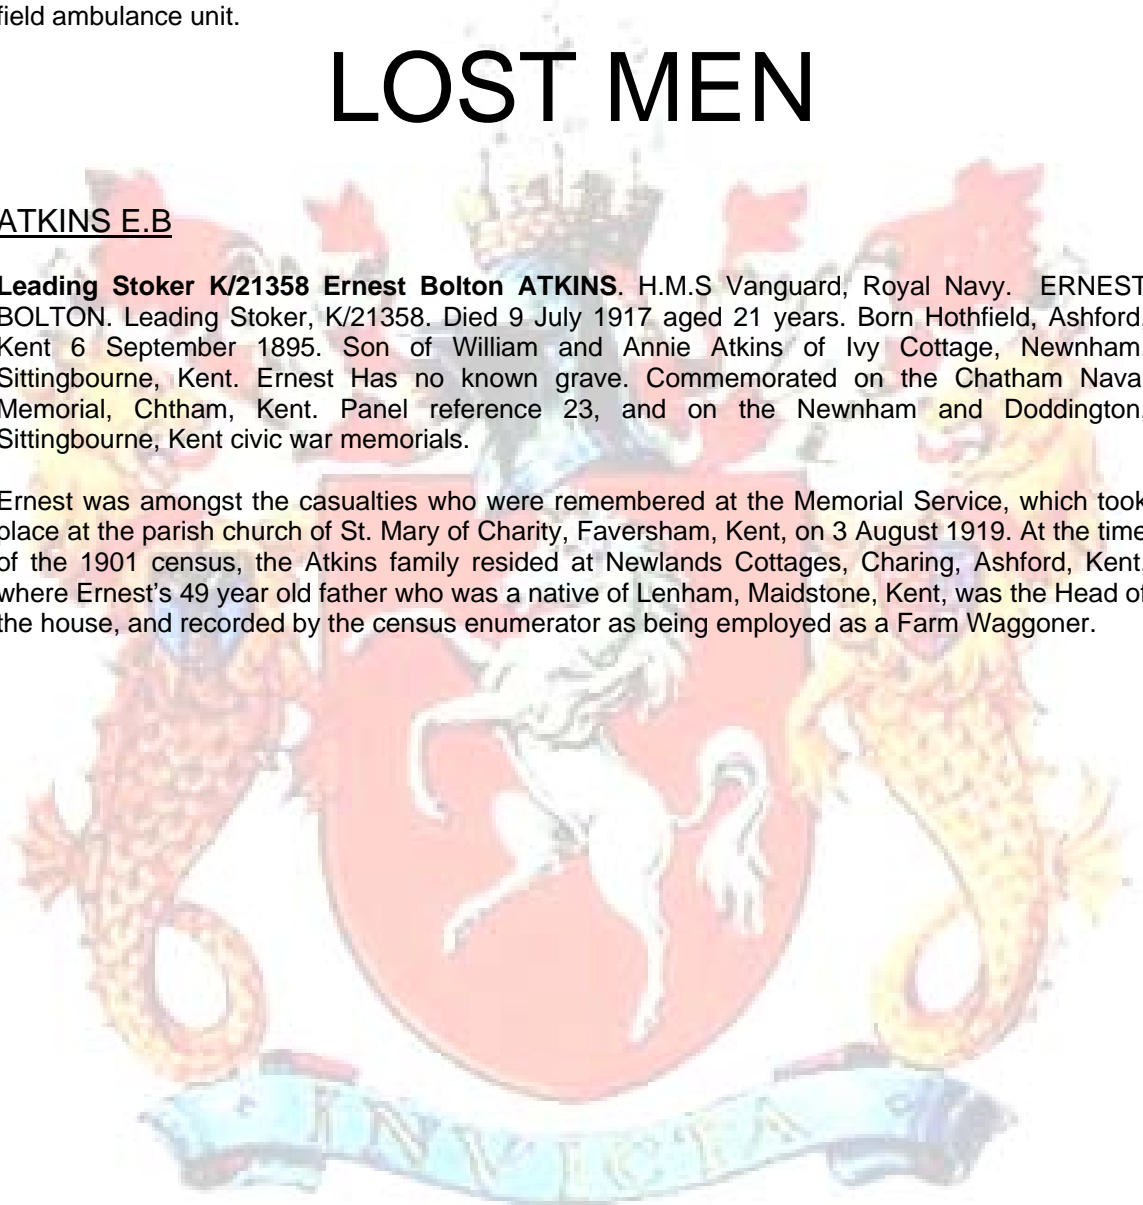 field ambulance unit.
LOST MEN
ATKINS E.B
Leading Stoker K/21358 Ernest Bolton ATKINS. H.M.S Vanguard, Royal Navy. ERNEST
BOLTON. Leading Stoker, K/21358. Died 9 July 1917 aged 21 years. Born Hothfield, Ashford,
Kent 6 September 1895. Son of William and Annie Atkins of Ivy Cottage, Newnham,
Sittingbourne, Kent. Ernest Has no known grave. Commemorated on the Chatham Nava
Memorial, Chtham, Kent. Panel reference 23, and on the Newnham and Doddington,
Sittingbourne, Kent civic war memorials.
Ernest was amongst the casualties who were remembered at the Memorial Service, which took
place at the parish church of St. Mary of Charity, Faversham, Kent, on 3 August 1919. At the time
of the 1901 census, the Atkins family resided at Newlands Cottages, Charing, Ashford, Kent,
where Ernest’s 49 year old father who was a native of Lenham, Maidstone, Kent, was the Head of
the house, and recorded by the census enumerator as being employed as a Farm Waggoner.
INVICTA